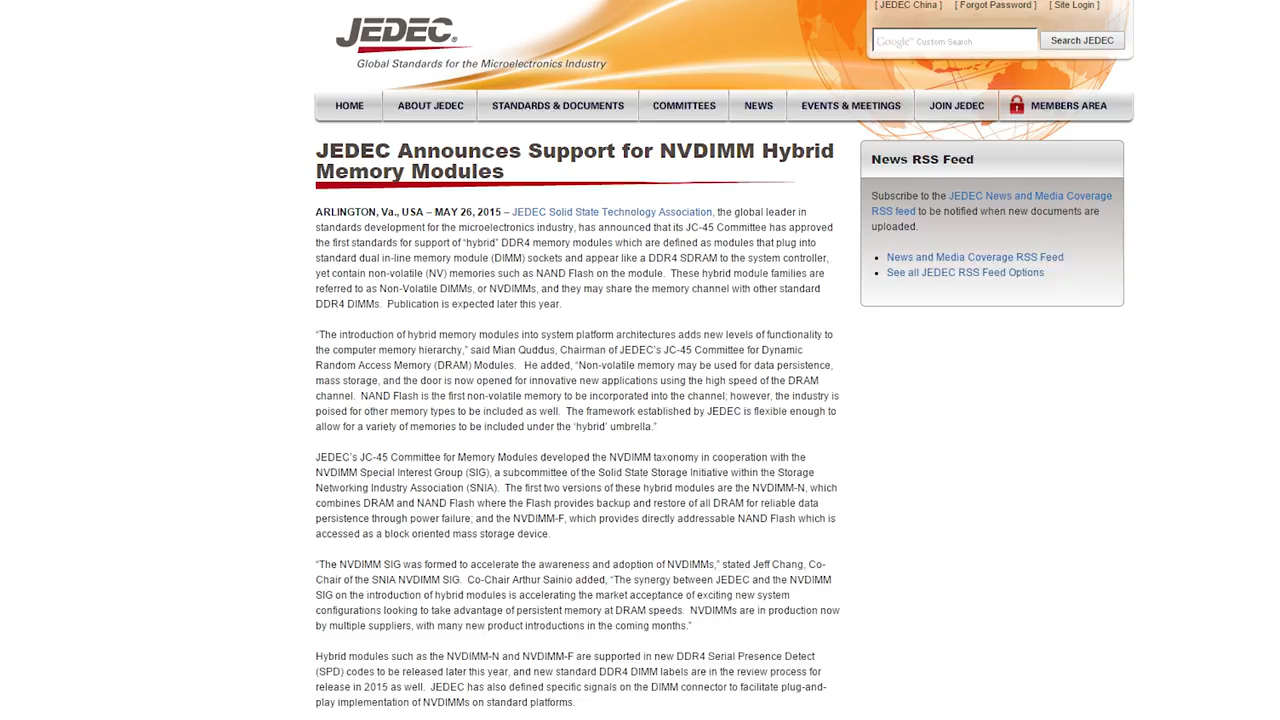 [ JEDEC China ] [ Forgot Password ] [ Site Login ]
JEDEC®
Google™ Custom Search
Search JEDEC
Global Standards for the Microelectronics Industry
HOME ABOUT JEDEC STANDARDS & DOCUMENTS COMMITTEES NEWS EVENTS & MEETINGS JOIN JEDEC MEMBERS AREA
JEDEC Announces Support for NVDIMM Hybrid
Memory Modules
ARLINGTON, Va., USA – MAY 26, 2015 – JEDEC Solid State Technology Association, the global leader in
standards development for the microelectronics industry, has announced that its JC-45 Committee has approved
the first standards for support of “hybrid” DDR4 memory modules which are defined as modules that plug into
standard dual in-line memory module (DIMM) sockets and appear like a DDR4 SDRAM to the system controller,
yet contain non-volatile (NV) memories such as NAND Flash on the module. These hybrid module families are
referred to as Non-Volatile DIMMs, or NVDIMMs, and they may share the memory channel with other standard
DDR4 DIMMs. Publication is expected later this year.
“The introduction of hybrid memory modules into system platform architectures adds new levels of functionality to
the computer memory hierarchy,” said Mian Quddus, Chairman of JEDEC’s JC-45 Committee for Dynamic
Random Access Memory (DRAM) Modules. He added, “Non-volatile memory may be used for data persistence,
mass storage, and the door is now opened for innovative new applications using the high speed of the DRAM
channel. NAND Flash is the first non-volatile memory to be incorporated into the channel; however, the industry is
poised for other memory types to be included as well. The framework established by JEDEC is flexible enough to
allow for a variety of memories to be included under the ‘hybrid’ umbrella.”
JEDEC’s JC-45 Committee for Memory Modules developed the NVDIMM taxonomy in cooperation with the
NVDIMM Special Interest Group (SIG), a subcommittee of the Solid State Storage Initiative within the Storage
Networking Industry Association (SNIA). The first two versions of these hybrid modules are the NVDIMM-N, which
combines DRAM and NAND Flash where the Flash provides backup and restore of all DRAM for reliable data
persistence through power failure; and the NVDIMM-F, which provides directly addressable NAND Flash which is
accessed as a block oriented mass storage device.
“The NVDIMM SIG was formed to accelerate the awareness and adoption of NVDIMMs,” stated Jeff Chang, Co-
Chair of the SNIA NVDIMM SIG. Co-Chair Arthur Sainio added, “The synergy between JEDEC and the NVDIMM
SIG on the introduction of hybrid modules is accelerating the market acceptance of exciting new system
configurations looking to take advantage of persistent memory at DRAM speeds. NVDIMMs are in production now
by multiple suppliers, with many new product introductions in the coming months.”
Hybrid modules such as the NVDIMM-N and NVDIMM-F are supported in new DDR4 Serial Presence Detect
(SPD) codes to be released later this year, and new standard DDR4 DIMM labels are in the review process for
release in 2015 as well. JEDEC has also defined specific signals on the DIMM connector to facilitate plug-and-
play implementation of NVDIMMs on standard platforms.
News RSS Feed
Subscribe to the JEDEC News and Media Coverage
RSS feed to be notified when new documents are
uploaded.
• News and Media Coverage RSS Feed
• See all JEDEC RSS Feed Options